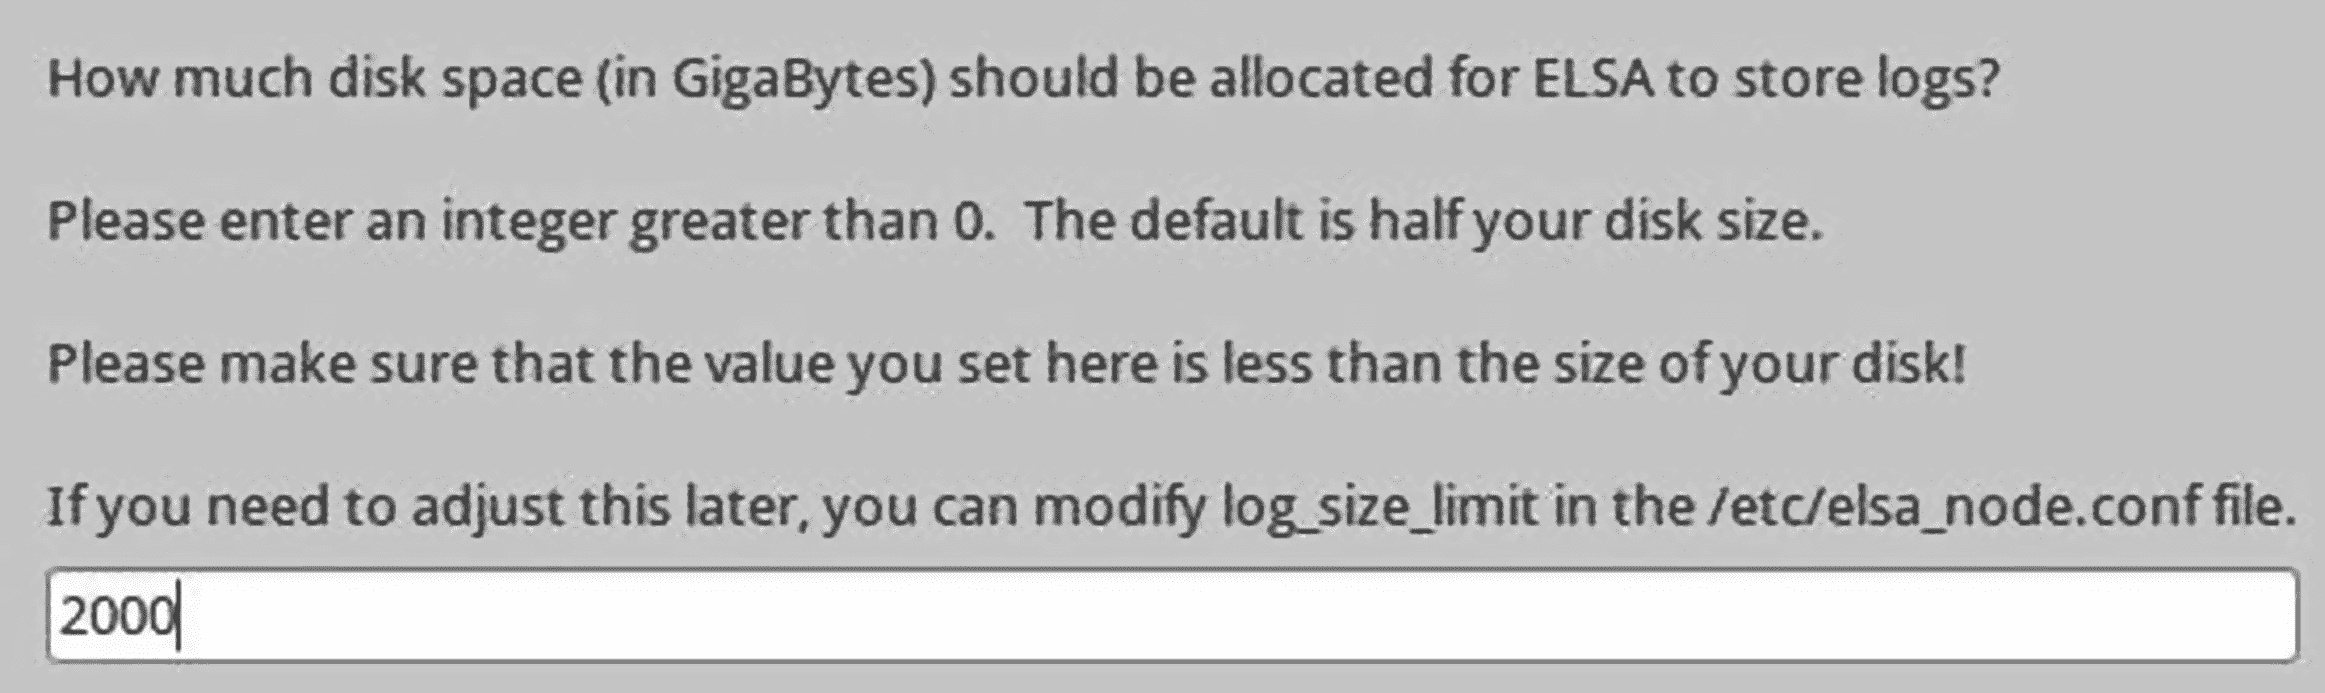 How much disk space (in GigaBytes) should be allocated for ELSA to store logs?
Please enter an integer greater than 0.  The default is half your disk size.
Please make sure that the value you set here is less than the size of your disk!
If you need to adjust this later, you can modify log_size_limit in the /etc/elsa_node.conf file.
2000